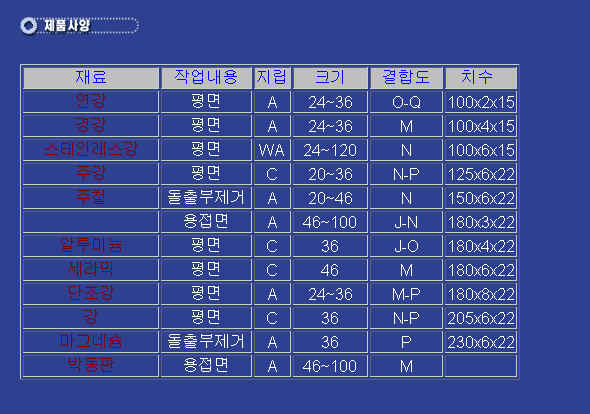 제품사양
재료 작업내용 지립 크기 결합도 치수
연강 평면 A 24~36 O-Q 100x2x15
경강 평면 A 24~36 M 100x4x15
스테인레스강 평면 WA 24~120 N 100x6x15
주강 평면 C 20~36 N-P 125x6x22
주철 돌출부제거 A 20~46 N 150x6x22
용접면 A 46~100 J-N 180x3x22
알루미늄 평면 C 36 J-O 180x4x22
세라믹 평면 C 46 M 180x6x22
단조강 평면 A 24~36 M-P 180x8x22
강 평면 C 36 N-P 205x6x22
마그네슘 돌출부제거 A 36 P 230x6x22
박동판 용접면 A 46~100 M